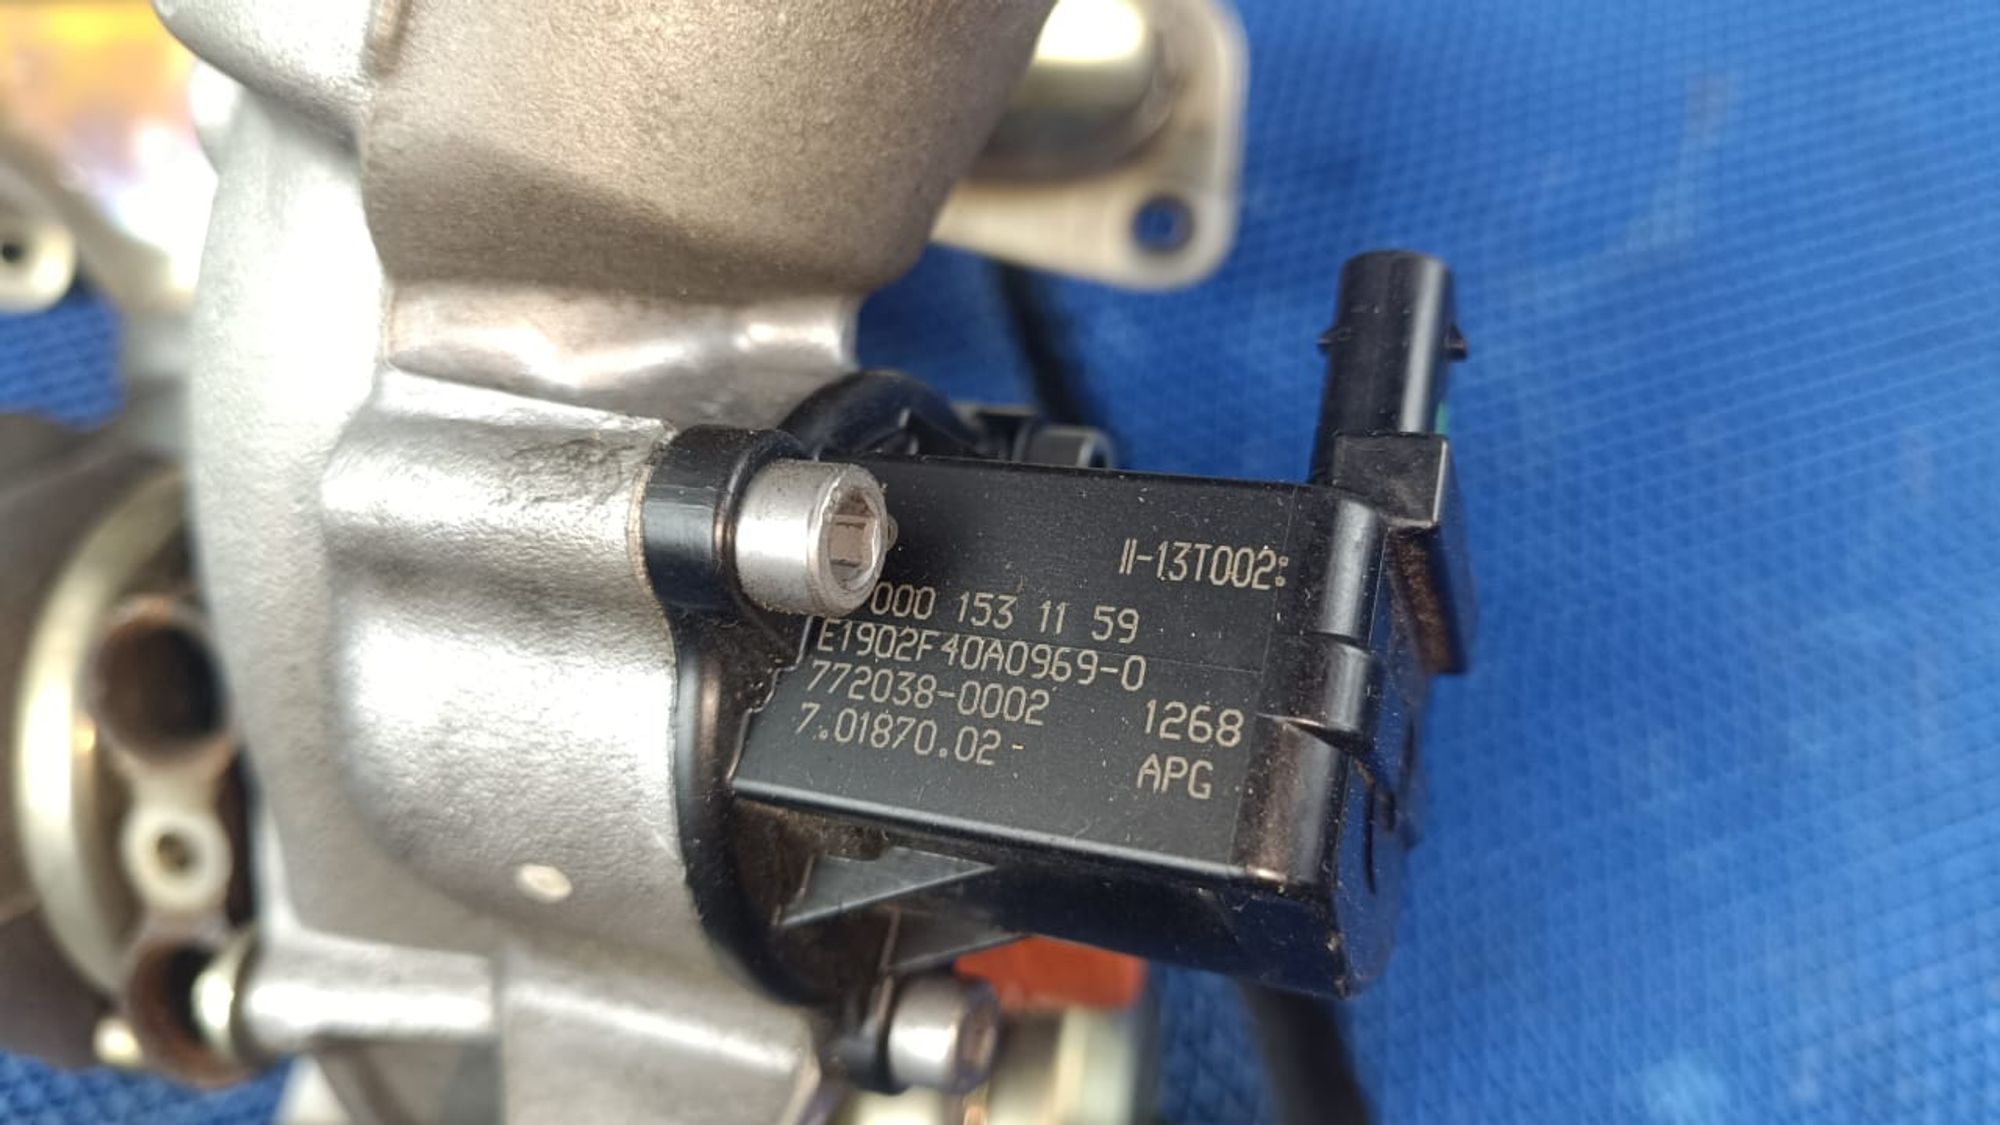 II-13T002:
000 153 11 59
E1902F40A0969-0
772038-0002 1268
7.01870.02- APG